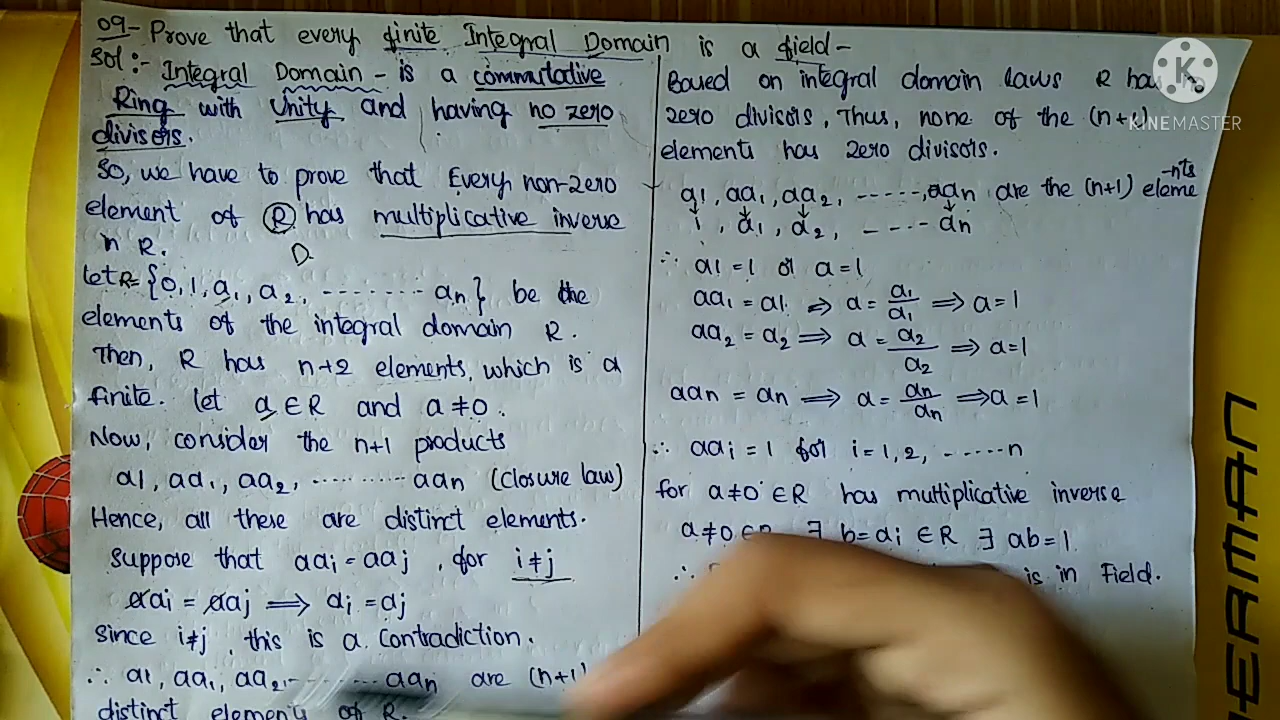 09- Prove that every finite Integral Domain is a field-
Sol:- Integral Domain - is a commutative
Ring with Unity and having no zero
divisors.
So, we have to prove that Every non-zero
element of R has multiplicative inverse
n R. D
Let R = {0, 1, a1, a2, ........ an} be the
elements of the integral domain R.
Then, R has n+2 elements, which is a
finite. let a ∈ R and a ≠ 0.
Now, consider the n+1 products
a1, aa1, aa2, .......... aan (closure law)
Hence, all these are distinct elements.
Suppose that aai = aaj, for i ≠ j
aai = aaj ⟹ ai = aj
Since i ≠ j, this is a contradiction.
∴ a1, aa1, aa2, ....... aan are (n+1)
distinct elements of R.
Based on integral domain laws R ha
zero divisors, Thus, none of the (n+1)
elements has zero divisors.
a1, aa1, aa2, ......, aan are the (n+1) eleme-nts
↓ ↓ ↓ ↓
1, a1, a2, ---- an
∴ a1 = 1 or a = 1
aa1 = a1 ⟹ a = a1/a1 ⟹ a = 1
aa2 = a2 ⟹ a = a2/a2 ⟹ a = 1
aan = an ⟹ a = an/an ⟹ a = 1
∴ aai = 1 for i = 1, 2, ...... n
for a ≠ 0 ∈ R has multiplicative inverse
a ≠ 0 ∈ ∃ b = ai ∈ R ∃ ab = 1.
∴ is in Field.
K
KINEMASTER
ERMAN